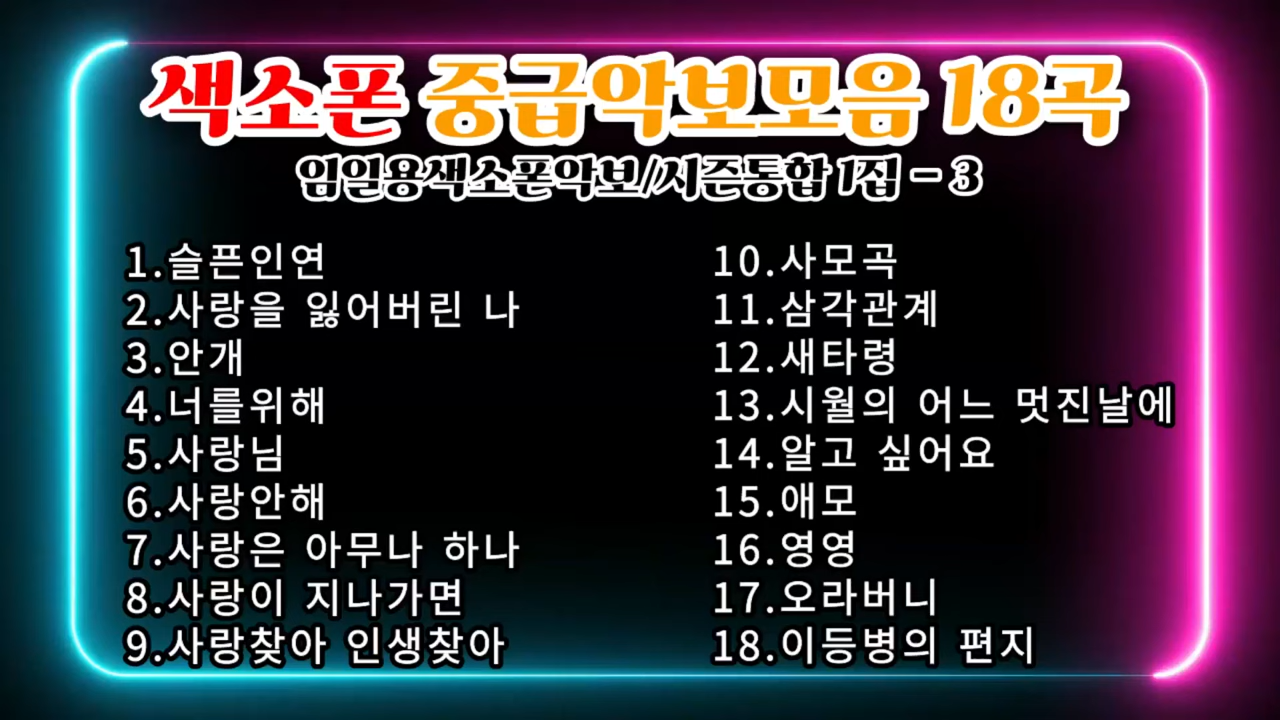 색소폰 중급악보모음 18곡
임일용색소폰악보/시즌통합 1집 - 3
1.슬픈인연
2.사랑을 잃어버린 나
3.안개
4.너를위해
5.사랑님
6.사랑안해
7.사랑은 아무나 하나
8.사랑이 지나가면
9.사랑찾아 인생찾아
10.사모곡
11.삼각관계
12.새타령
13.시월의 어느 멋진날에
14.알고 싶어요
15.애모
16.영영
17.오라버니
18.이등병의 편지